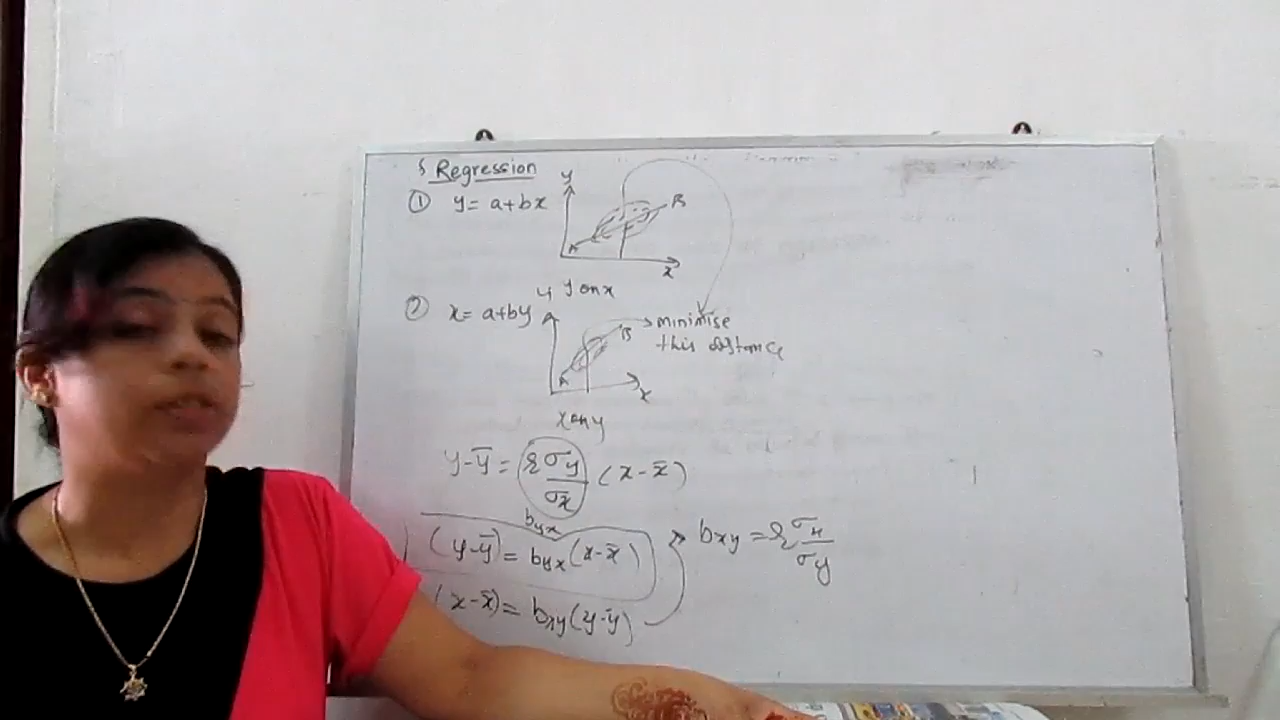 § Regression
① y = a+bx
y
B
A
x
y on x
② x = a+by
y
B
A
x
minimise
this distance
x on y
y-ȳ = r σy/σx (x-x̄)
byx
(y-ȳ) = byx (x-x̄)
bxy = r σx/σy
(x-x̄) = bxy (y-ȳ)